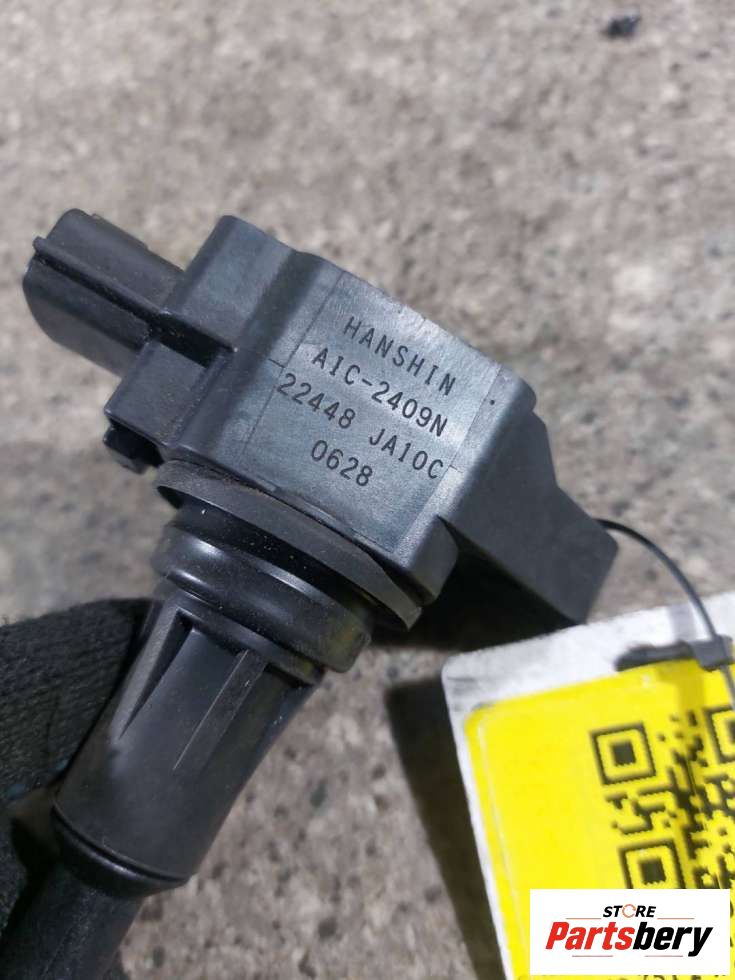 HANSHIN
AIC-2409N
22448 JA10C
0628
STORE
Partsbery